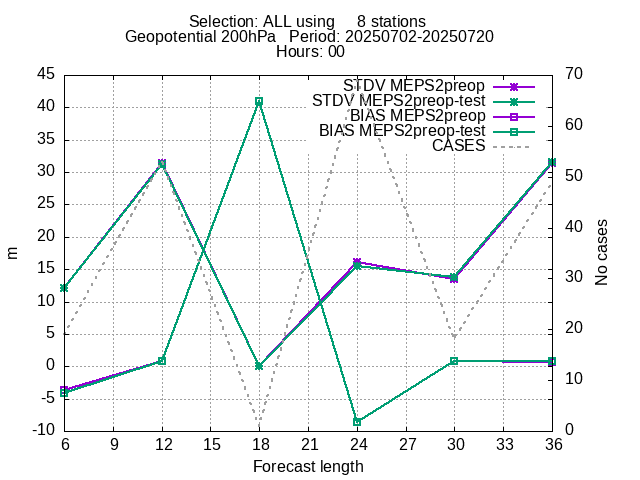 Selection: ALL using     8 stations
Geopotential 200hPa   Period: 20250702-20250720
Hours: 00
STDV MEPS2preop
STDV MEPS2preop-test
BIAS MEPS2preop
BIAS MEPS2preop-test
CASES
45
40
35
30
25
20
15
10
5
0
-5
-10
m
70
60
50
40
30
20
10
0
No cases
6 9 12 15 18 21 24 27 30 33 36
Forecast length